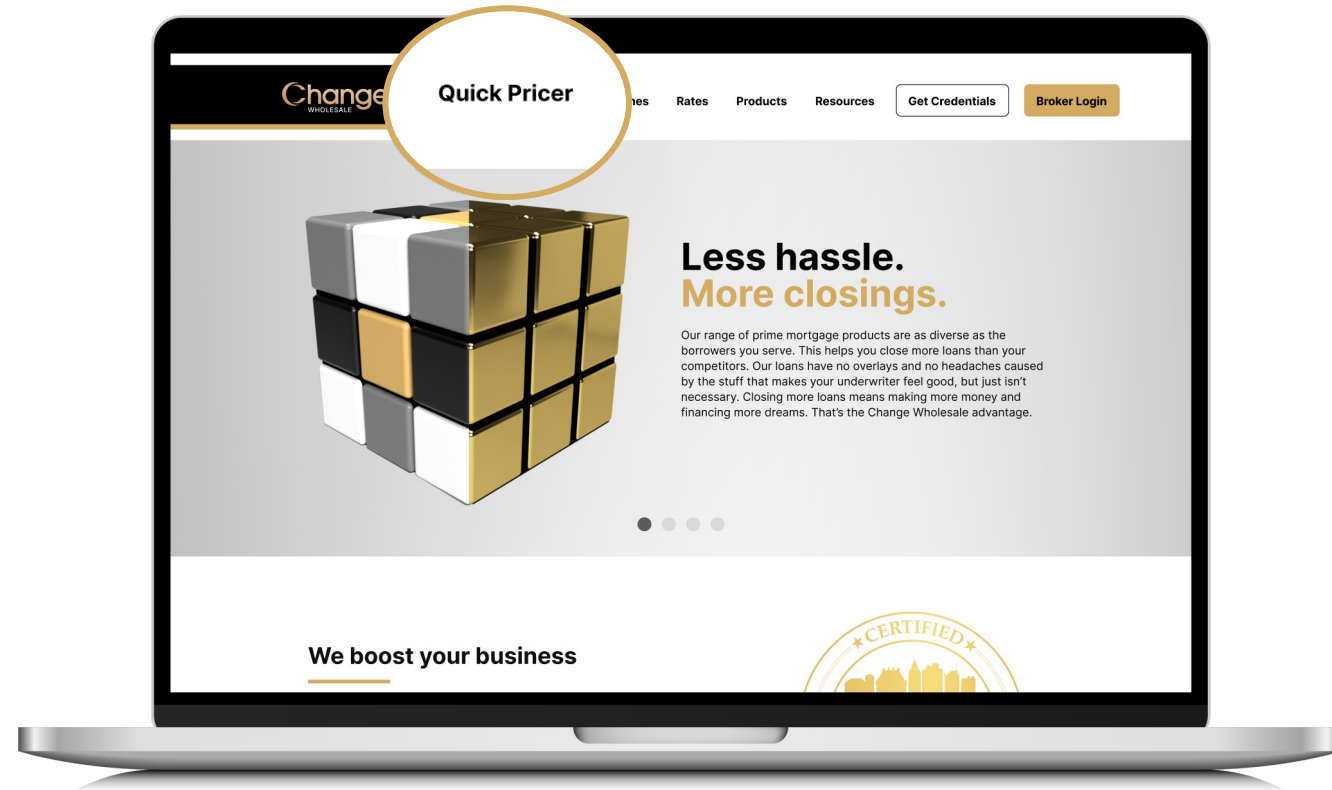 Change
WHOLESALE
Quick Pricer
Rates
Products
Resources
Get Credentials
Broker Login
Less hassle.
More closings.
Our range of prime mortgage products are as diverse as the
borrowers you serve. This helps you close more loans than your
competitors. Our loans have no overlays and no headaches caused
by the stuff that makes your underwriter feel good, but just isn't
necessary. Closing more loans means making more money and
financing more dreams. That's the Change Wholesale advantage.
We boost your business
CERTIFIED